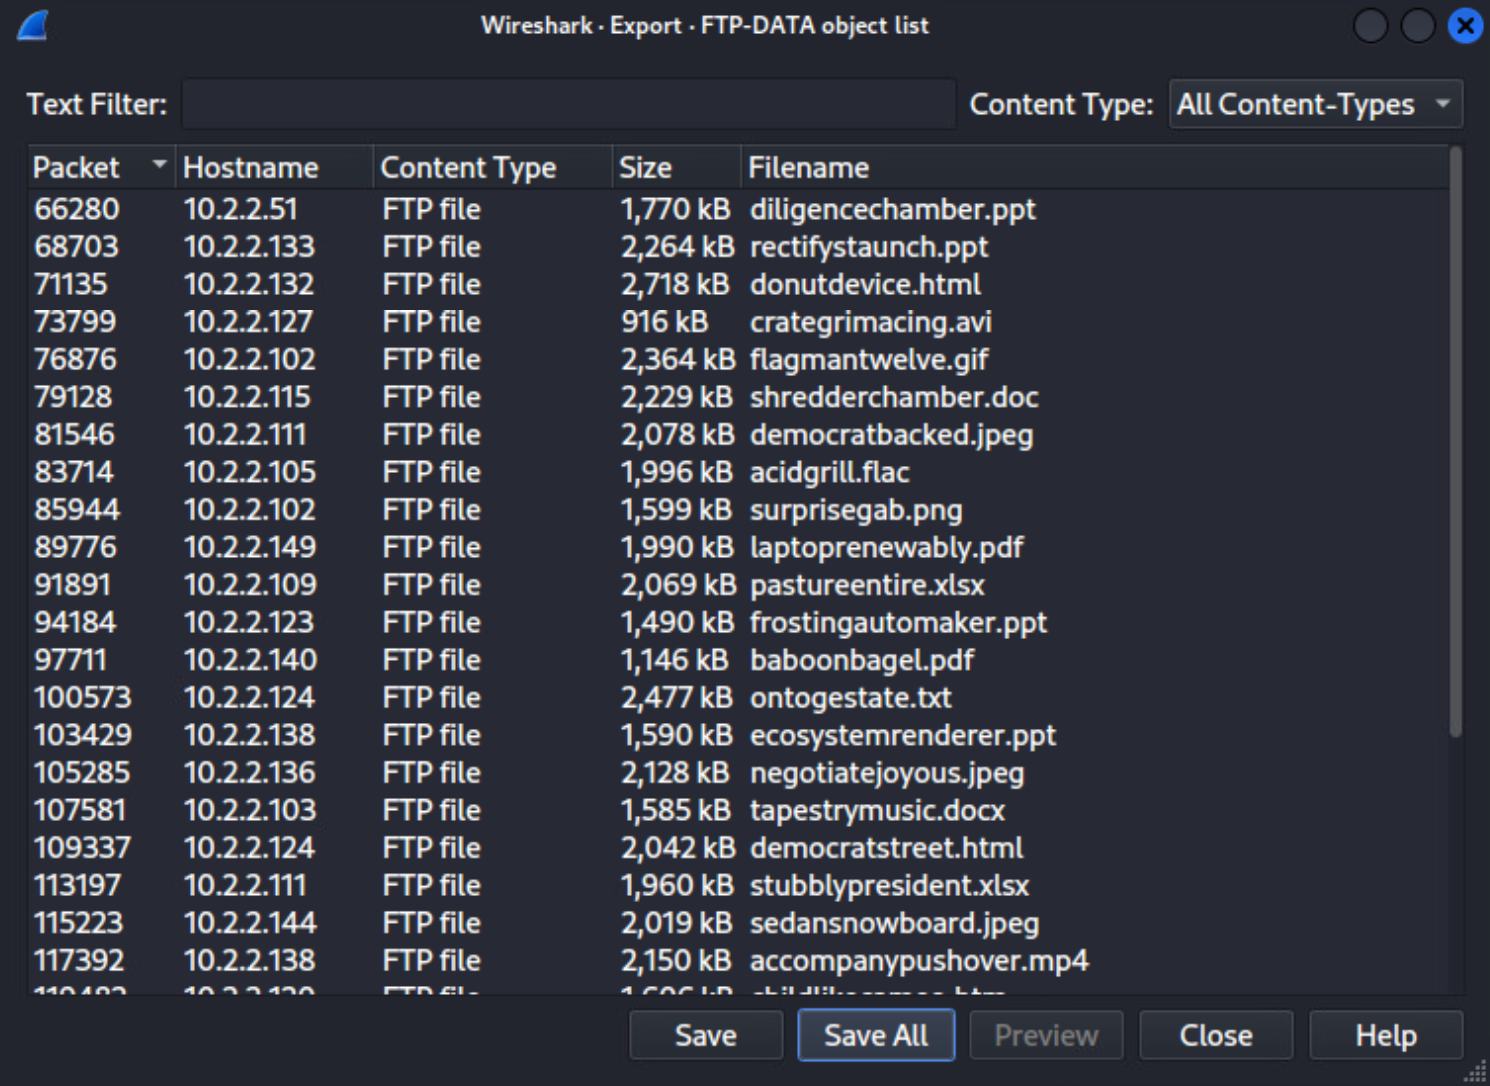 Wireshark · Export · FTP-DATA object list
Text Filter: Content Type: All Content-Types
Packet Hostname Content Type Size Filename
66280 10.2.2.51 FTP file 1,770 kB diligencechamber.ppt
68703 10.2.2.133 FTP file 2,264 kB rectifystaunch.ppt
71135 10.2.2.132 FTP file 2,718 kB donutdevice.html
73799 10.2.2.127 FTP file 916 kB crategrimacing.avi
76876 10.2.2.102 FTP file 2,364 kB flagmantwelve.gif
79128 10.2.2.115 FTP file 2,229 kB shredderchamber.doc
81546 10.2.2.111 FTP file 2,078 kB democratbacked.jpeg
83714 10.2.2.105 FTP file 1,996 kB acidgrill.flac
85944 10.2.2.102 FTP file 1,599 kB surprisegab.png
89776 10.2.2.149 FTP file 1,990 kB laptoprenewably.pdf
91891 10.2.2.109 FTP file 2,069 kB pastureentire.xlsx
94184 10.2.2.123 FTP file 1,490 kB frostingautomaker.ppt
97711 10.2.2.140 FTP file 1,146 kB baboonbagel.pdf
100573 10.2.2.124 FTP file 2,477 kB ontogestate.txt
103429 10.2.2.138 FTP file 1,590 kB ecosystemrenderer.ppt
105285 10.2.2.136 FTP file 2,128 kB negotiatejoyous.jpeg
107581 10.2.2.103 FTP file 1,585 kB tapestrymusic.docx
109337 10.2.2.124 FTP file 2,042 kB democratstreet.html
113197 10.2.2.111 FTP file 1,960 kB stubblypresident.xlsx
115223 10.2.2.144 FTP file 2,019 kB sedansnowboard.jpeg
117392 10.2.2.138 FTP file 2,150 kB accompanypushover.mp4
FTP file
Save Save All Preview Close Help